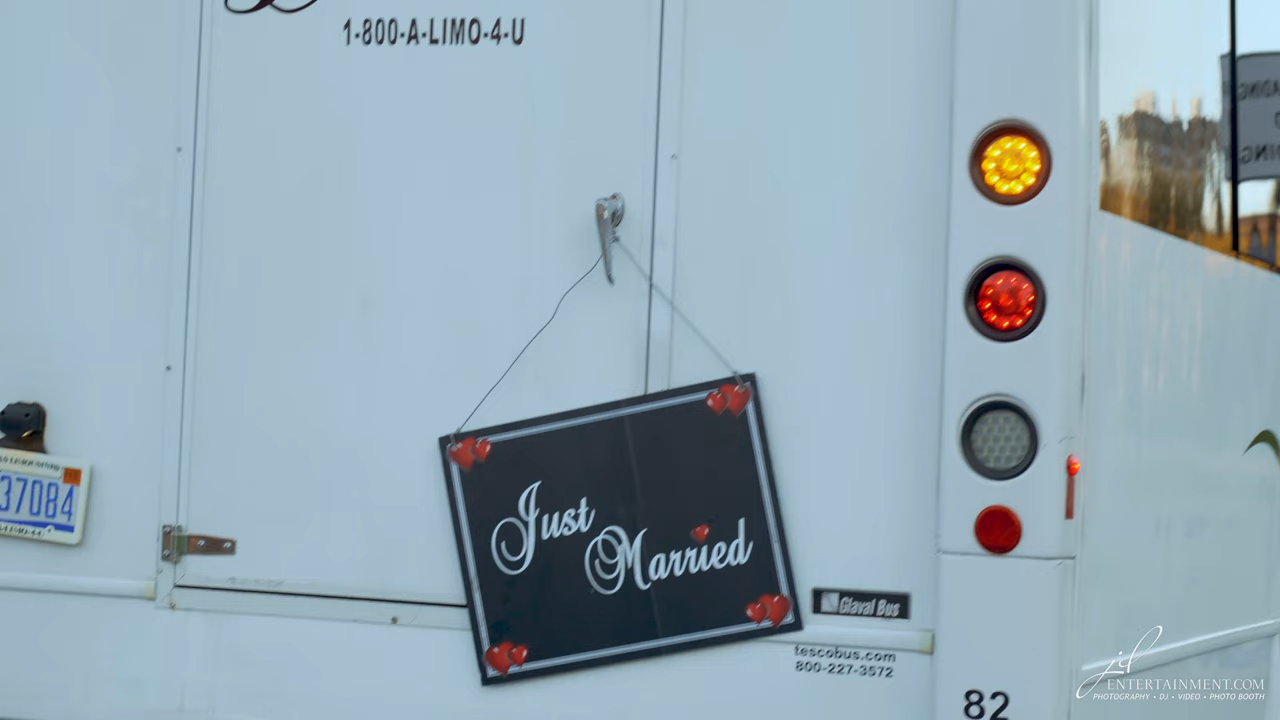 1-800-A-LIMO-4-U
37084
Just
Married
Glaval Bus
tescobus.com
800-227-3572
82
jd
ENTERTAINMENT.COM
PHOTOGRAPHY • DJ • VIDEO • PHOTO BOOTH